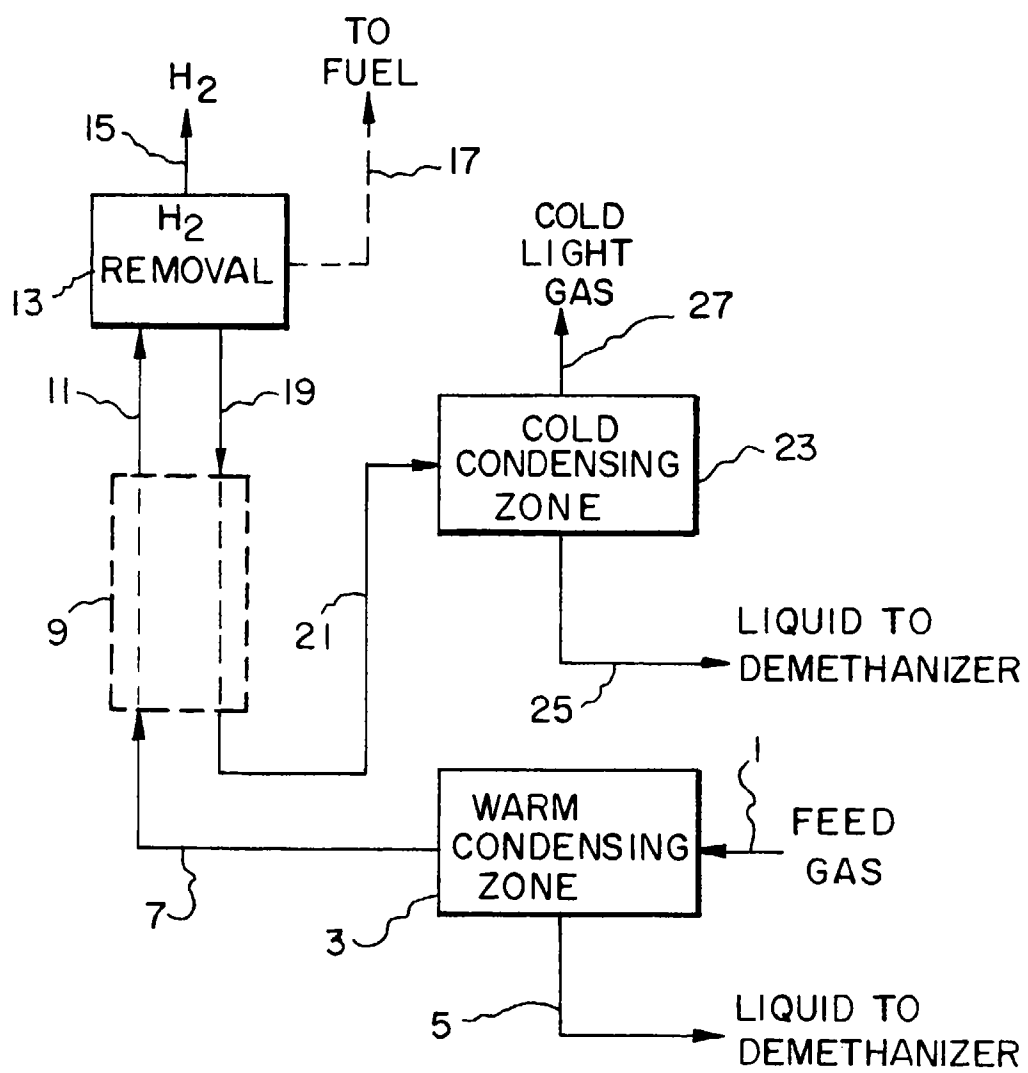 TO
FUEL
H2
15
17
H2
REMOVAL
13
COLD
LIGHT
GAS
27
11
19
COLD
CONDENSING
ZONE
23
9
21
LIQUID TO
DEMETHANIZER
25
1
WARM
CONDENSING
ZONE
FEED
GAS
7
3
5
LIQUID TO
DEMETHANIZER